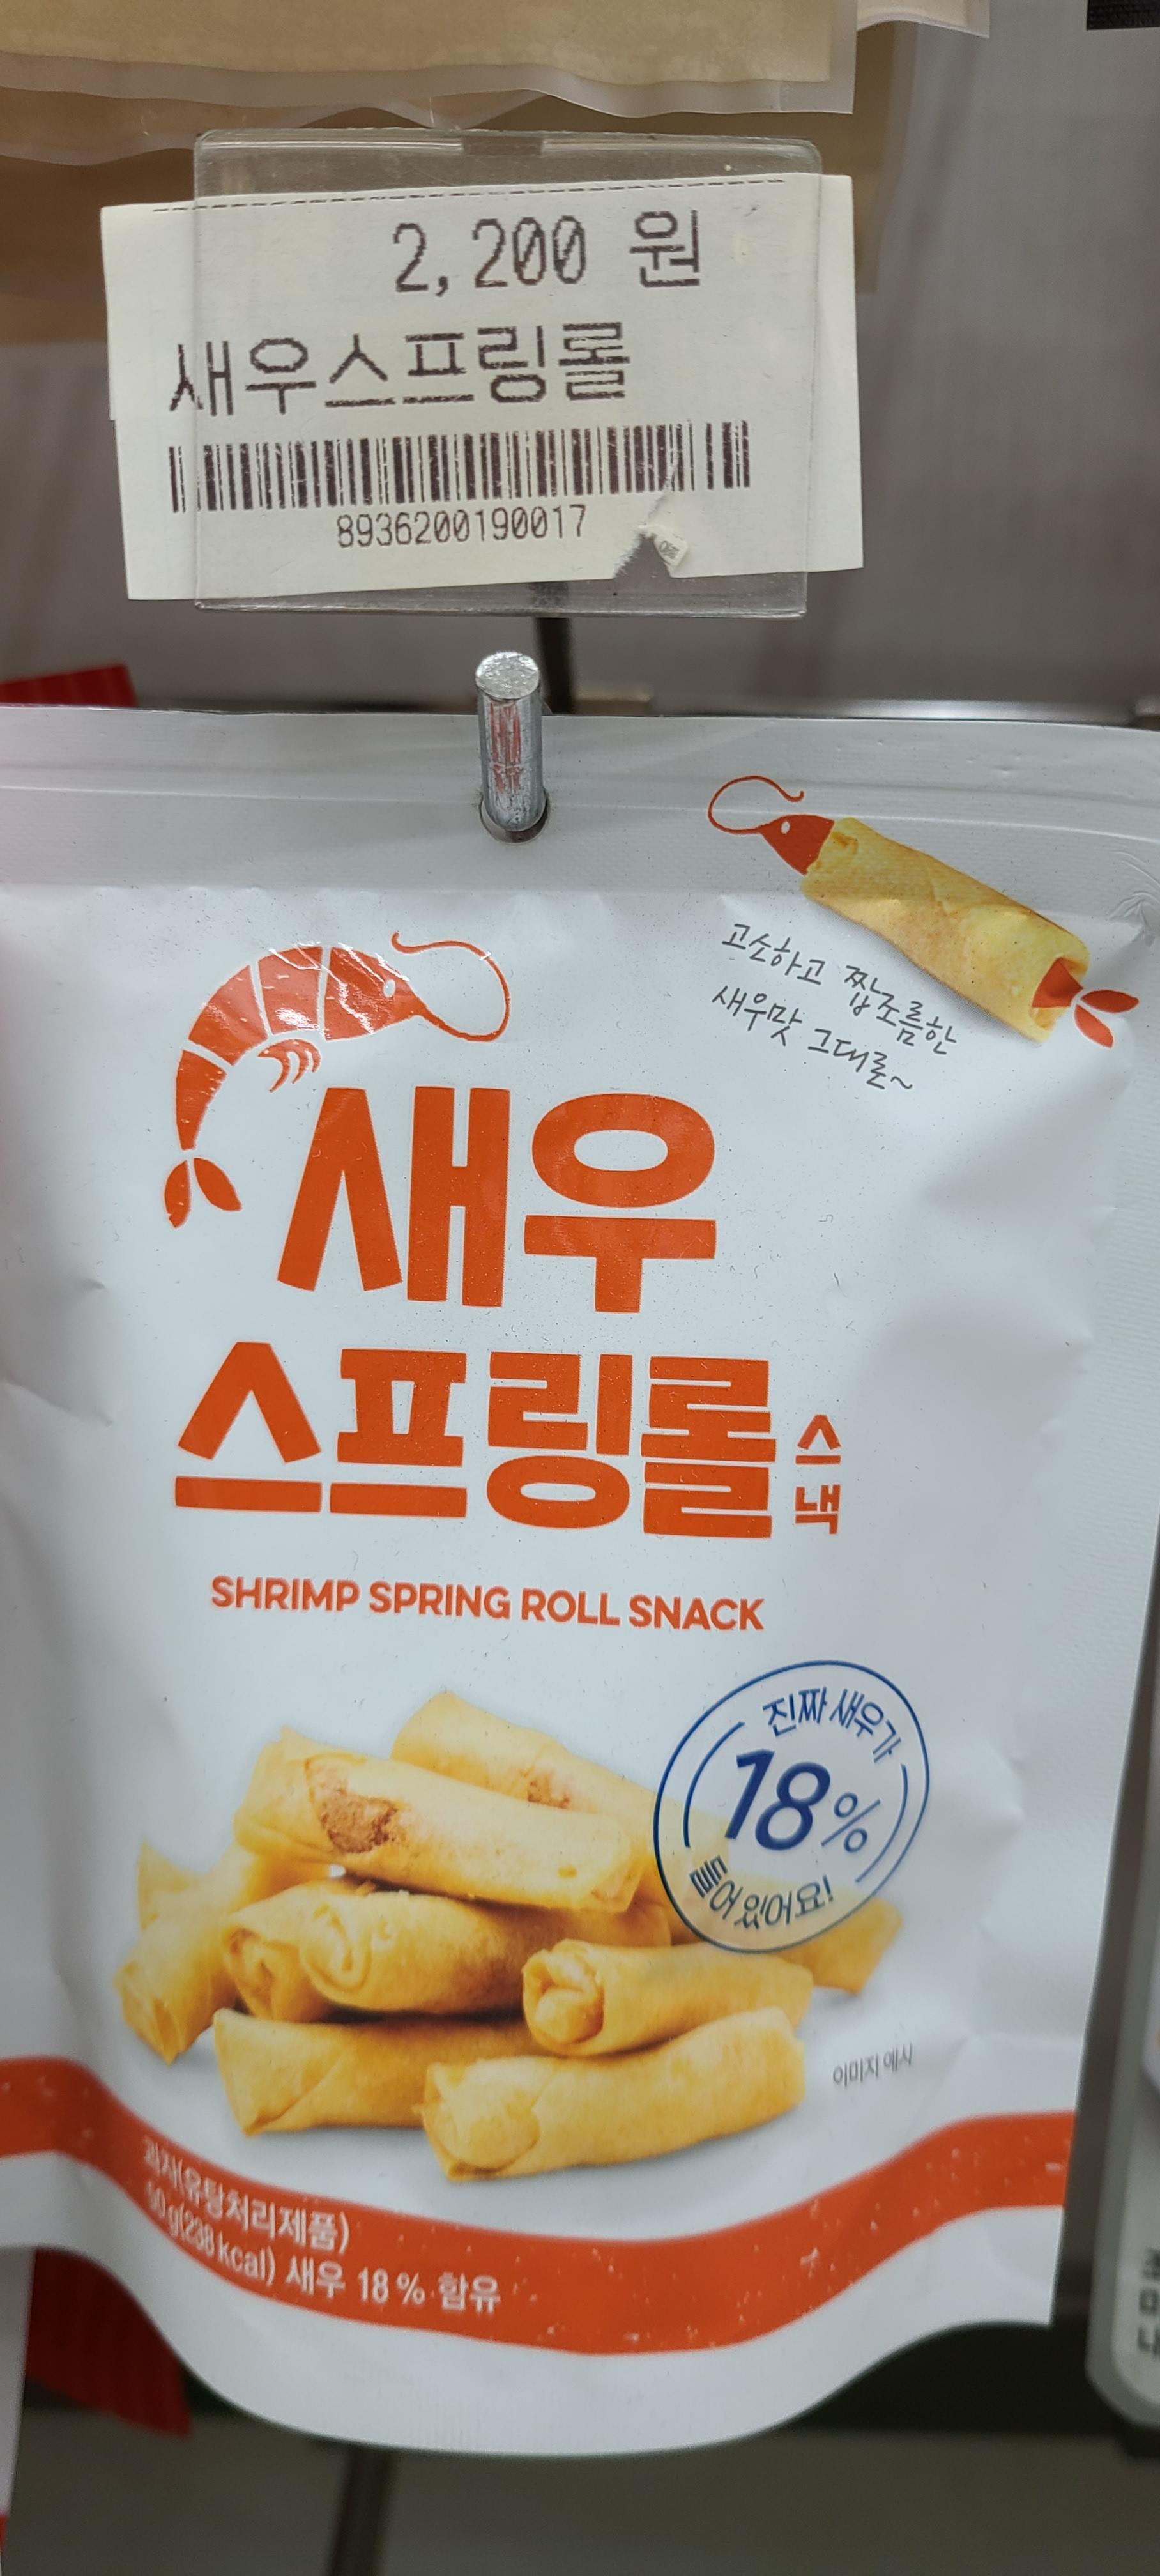 2,200 원
새우스프링롤
8936200190017
고소하고 짭조름한
새우맛 그대로~
새우
스프링롤
스낵
SHRIMP SPRING ROLL SNACK
진짜 새우가
18%
들어있어요!
이미지 예시
과자(유탕처리제품)
g(238 kcal) 새우 18% 함유